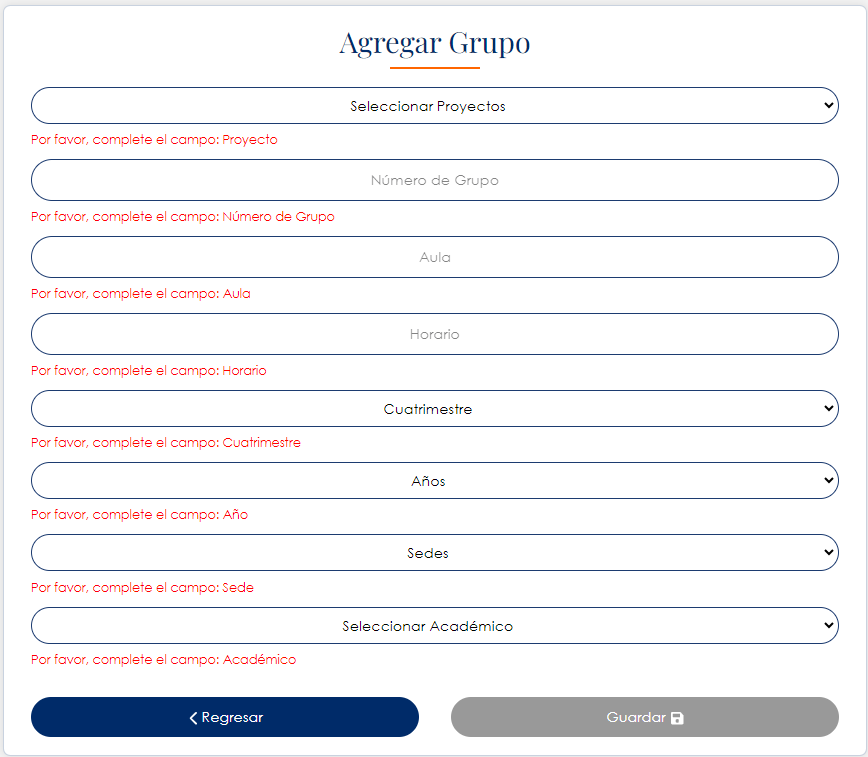 Agregar Grupo
Seleccionar Proyectos
Por favor, complete el campo: Proyecto
Número de Grupo
Por favor, complete el campo: Número de Grupo
Aula
Por favor, complete el campo: Aula
Horario
Por favor, complete el campo: Horario
Cuatrimestre
Por favor, complete el campo: Cuatrimestre
Años
Por favor, complete el campo: Año
Sedes
Por favor, complete el campo: Sede
Seleccionar Académico
Por favor, complete el campo: Académico
Regresar
Guardar